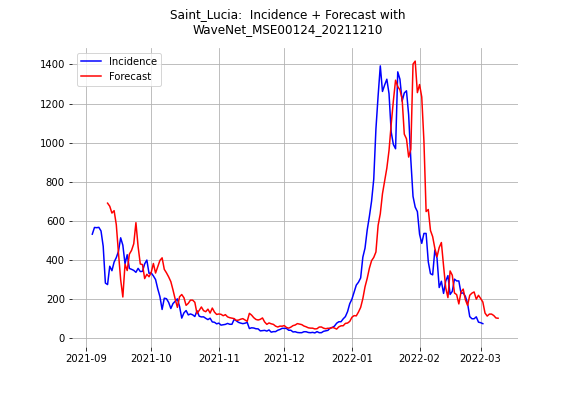 Saint_Lucia:  Incidence + Forecast with
WaveNet_MSE00124_20211210
Incidence
Forecast
1400
1200
1000
800
600
400
200
0
2021-09 2021-10 2021-11 2021-12 2022-01 2022-02 2022-03